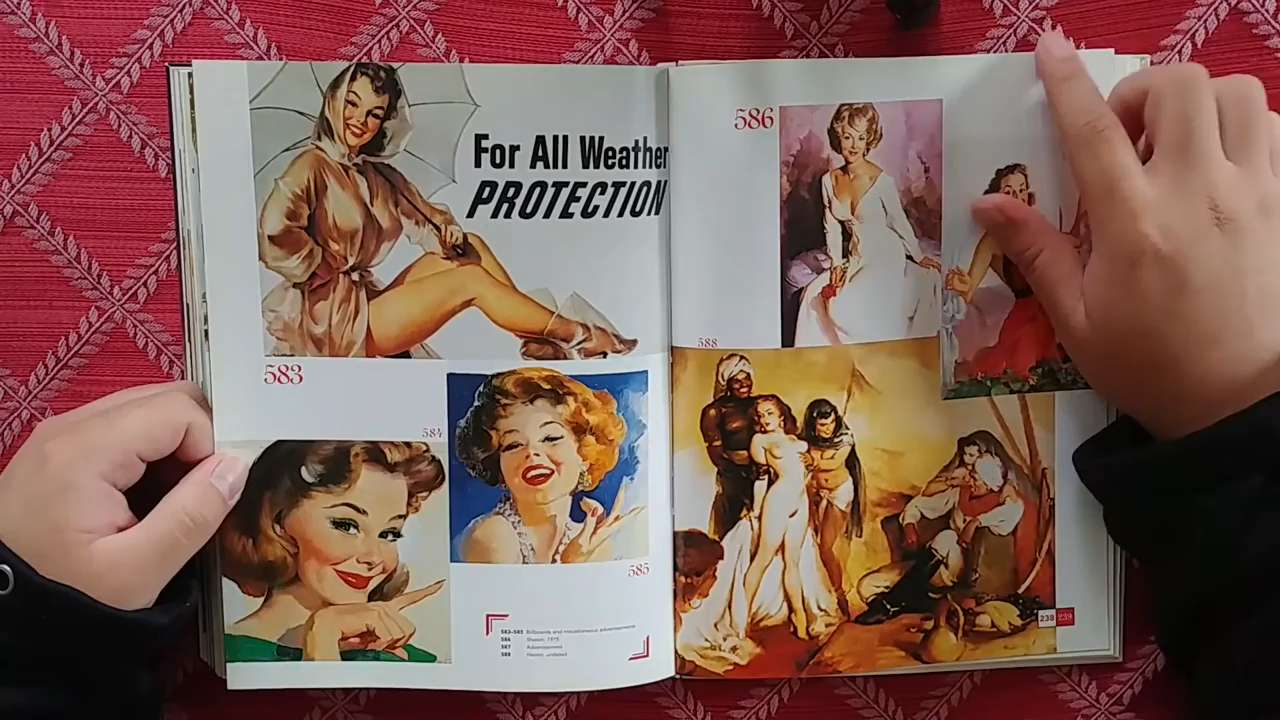 For All Weather
PROTECTION
583
584
585
583-585 Billboards and miscellaneous advertisements
586 Sharon, 1975
587 Advertisement
588 Harem, undated
586
588
238 239